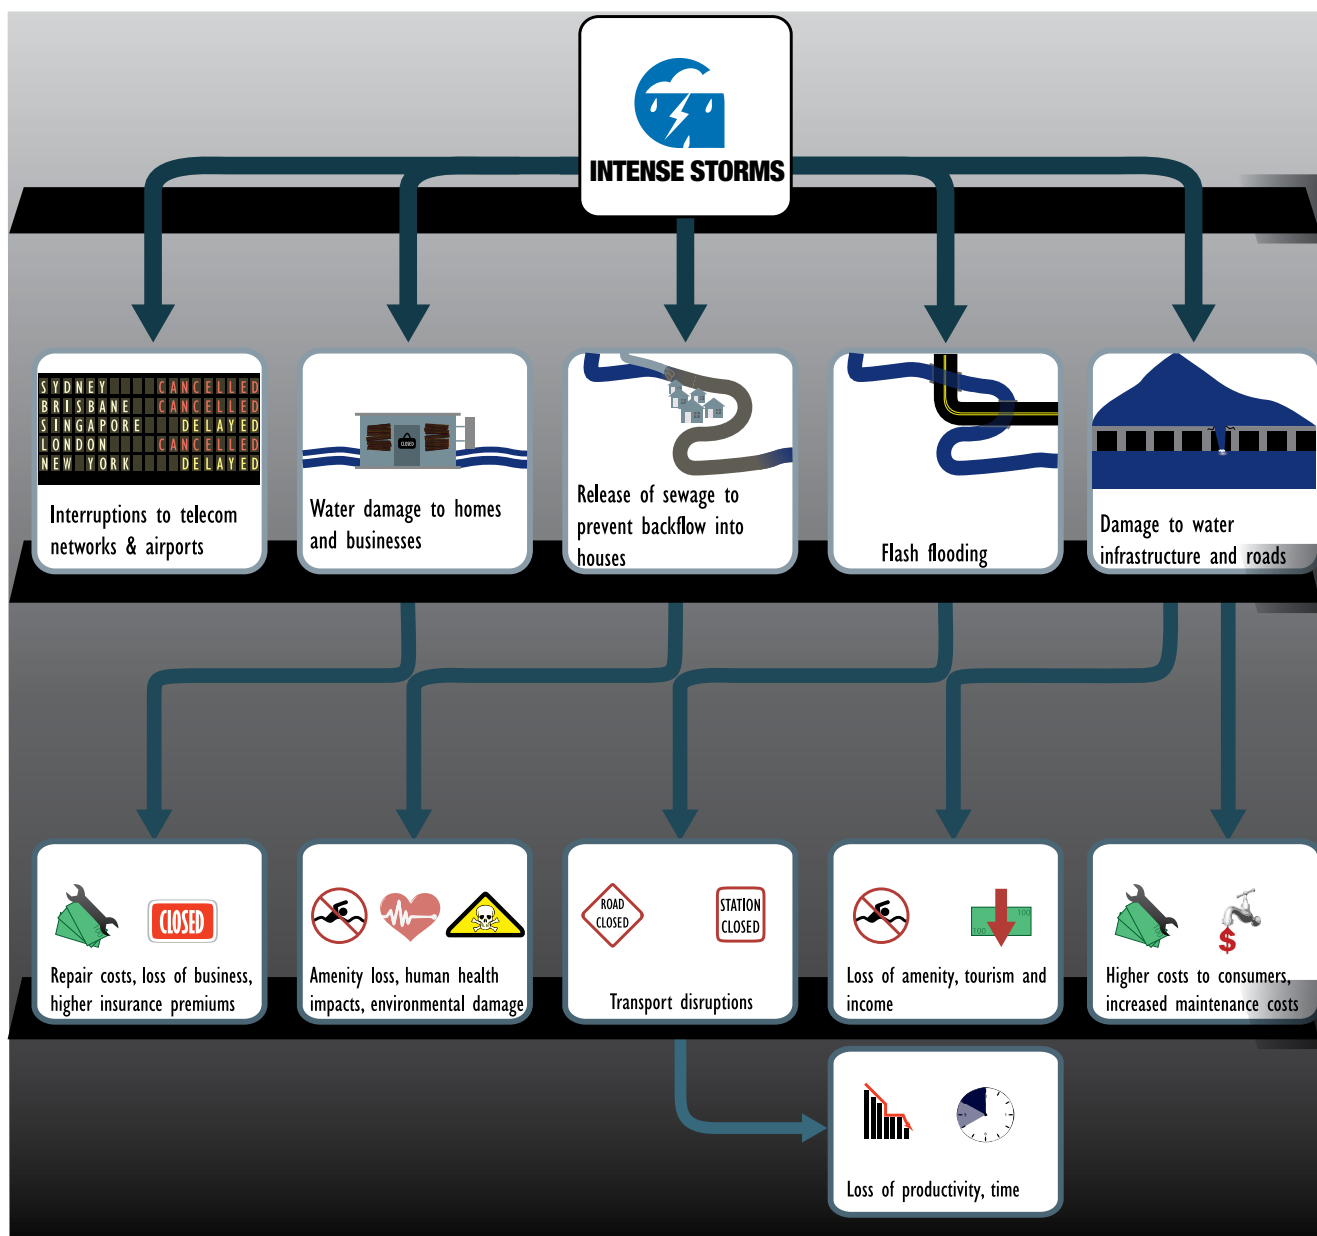 INTENSE STORMS
SYDNEY CANCELLED
BRISBANE CANCELLED
SINGAPORE DELAYED
LONDON CANCELLED
NEW YORK DELAYED
Interruptions to telecom
networks & airports
CLOSED
Water damage to homes
and businesses
Release of sewage to
prevent backflow into
houses
Flash flooding
Damage to water
infrastructure and roads
CLOSED
Repair costs, loss of business,
higher insurance premiums
Amenity loss, human health
impacts, environmental damage
ROAD
CLOSED
STATION
CLOSED
Transport disruptions
100
100
Loss of amenity, tourism and
income
$
Higher costs to consumers,
increased maintenance costs
Loss of productivity, time